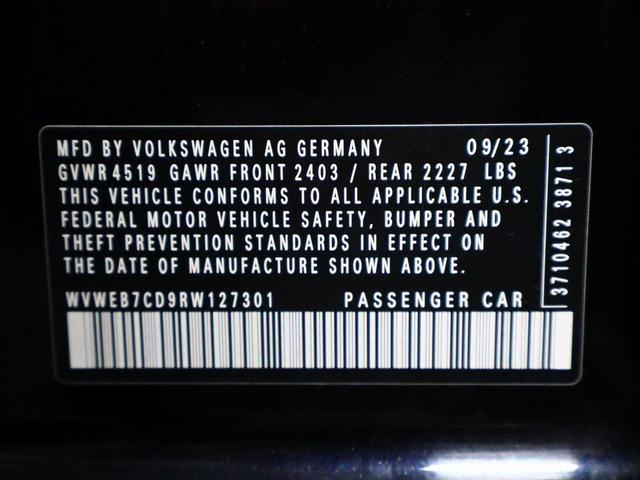 MFD BY VOLKSWAGEN AG GERMANY 09/23
GVWR 4519 GAWR FRONT 2403 / REAR 2227 LBS
THIS VEHICLE CONFORMS TO ALL APPLICABLE U.S.
FEDERAL MOTOR VEHICLE SAFETY, BUMPER AND
THEFT PREVENTION STANDARDS IN EFFECT ON
THE DATE OF MANUFACTURE SHOWN ABOVE.
WVWEB7CD9RW127301 PASSENGER CAR
3710462 3871 3